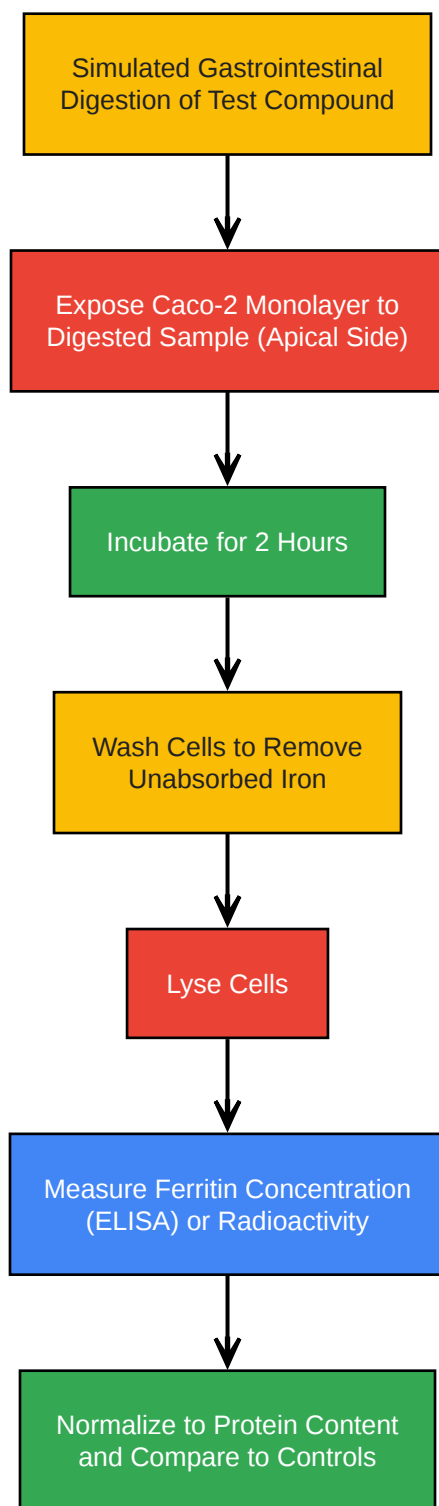 Simulated Gastrointestinal
Digestion of Test Compound
Expose Caco-2 Monolayer to
Digested Sample (Apical Side)
Incubate for 2 Hours
Wash Cells to Remove
Unabsorbed Iron
Lyse Cells
Measure Ferritin Concentration
(ELISA) or Radioactivity
Normalize to Protein Content
and Compare to Controls